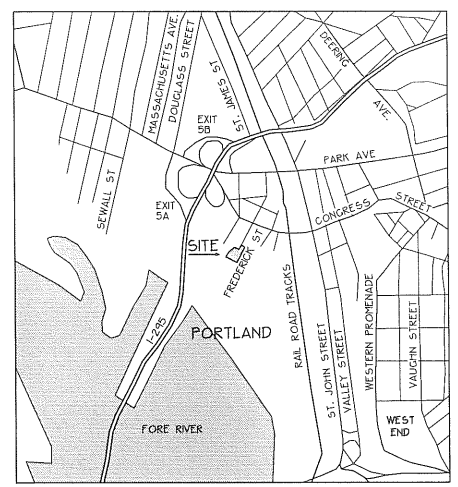 MASSACHUSETTS AVE.
DOUGLASS STREET
ST. JAMES ST
DEERING
AVE.
EXIT
5B
PARK AVE
SEWALL ST
EXIT
5A
CONGRESS
STREET
SITE
FREDERICK ST
I-295
PORTLAND
RAIL ROAD TRACKS
ST. JOHN STREET
VALLEY STREET
WESTERN PROMENADE
VAUGHN STREET
WEST
END
FORE RIVER